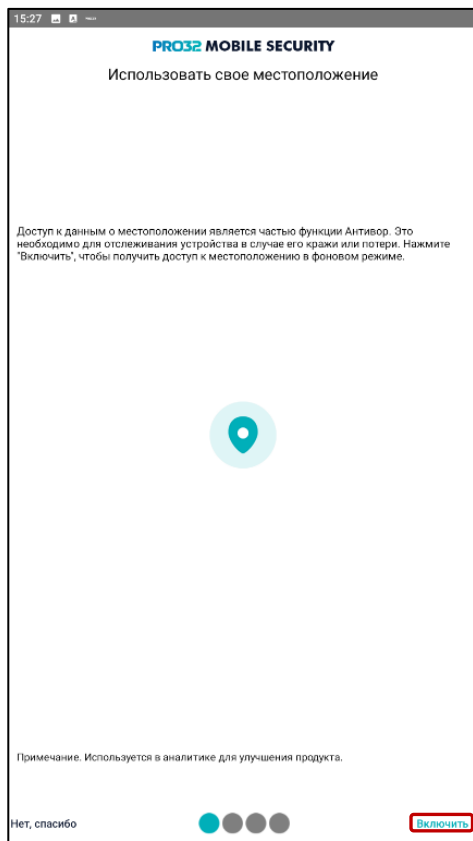 15:27
PRO32 MOBILE SECURITY
Использовать свое местоположение
Доступ к данным о местоположении является частью функции Антивор. Это
необходимо для отслеживания устройства в случае его кражи или потери. Нажмите
"Включить", чтобы получить доступ к местоположению в фоновом режиме.
Примечание. Используется в аналитике для улучшения продукта.
Нет, спасибо
Включить